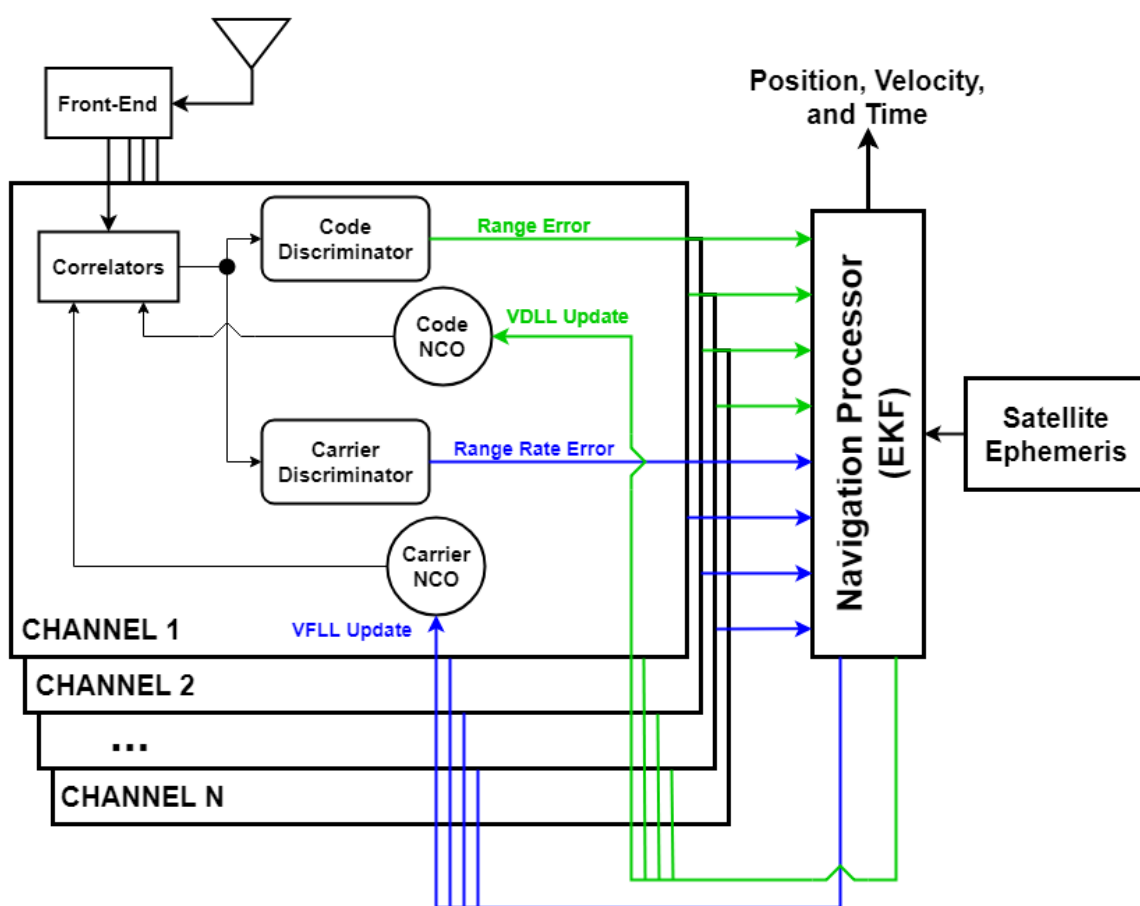 Position, Velocity,
and Time
Front-End
Code
Discriminator
Range Error
Correlators
Code
NCO
VDLL Update
Navigation Processor
(EKF)
Satellite
Ephemeris
Carrier
Discriminator
Range Rate Error
Carrier
NCO
VFLL Update
CHANNEL 1
CHANNEL 2
...
CHANNEL N